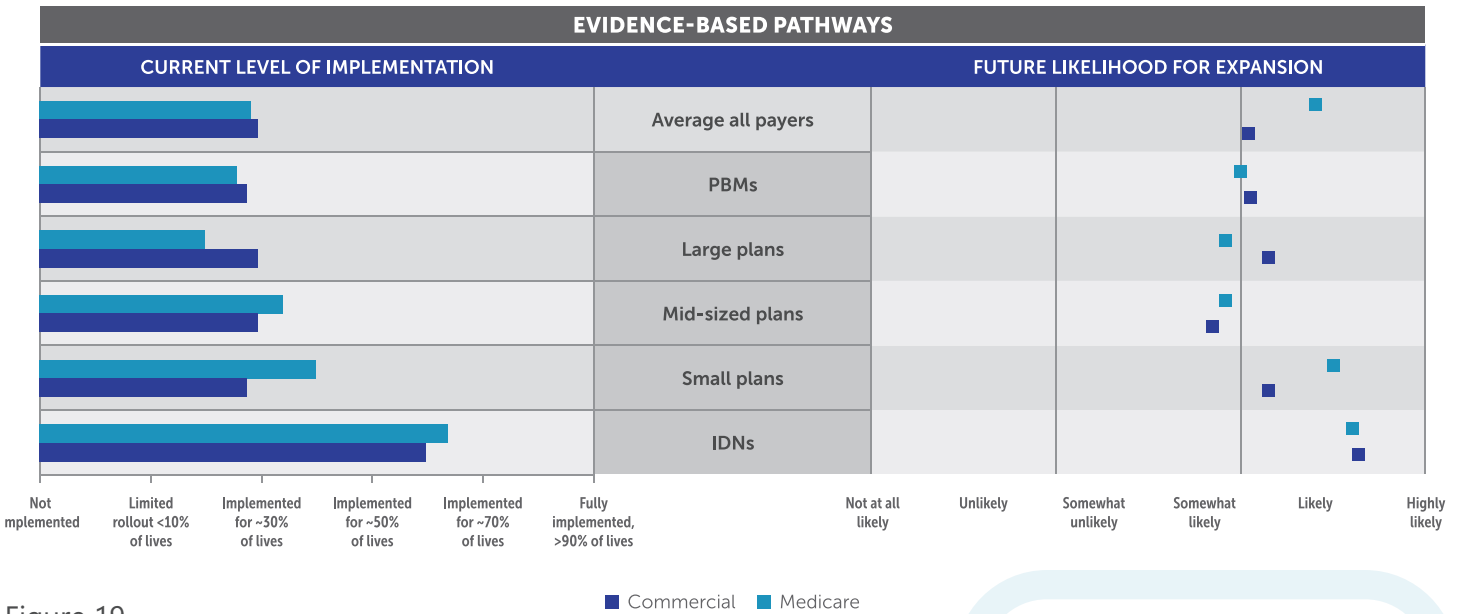 EVIDENCE-BASED PATHWAYS
CURRENT LEVEL OF IMPLEMENTATION
FUTURE LIKELIHOOD FOR EXPANSION
Average all payers
PBMs
Large plans
Mid-sized plans
Small plans
IDNs
Not
mplemented
Limited
rollout <10%
of lives
Implemented
for ~30%
of lives
Implemented
for ~50%
of lives
Implemented
for ~70%
of lives
Fully
implemented,
>90% of lives
Not at all
likely
Unlikely
Somewhat
unlikely
Somewhat
likely
Likely
Highly
likely
Commercial
Medicare
Figure 19